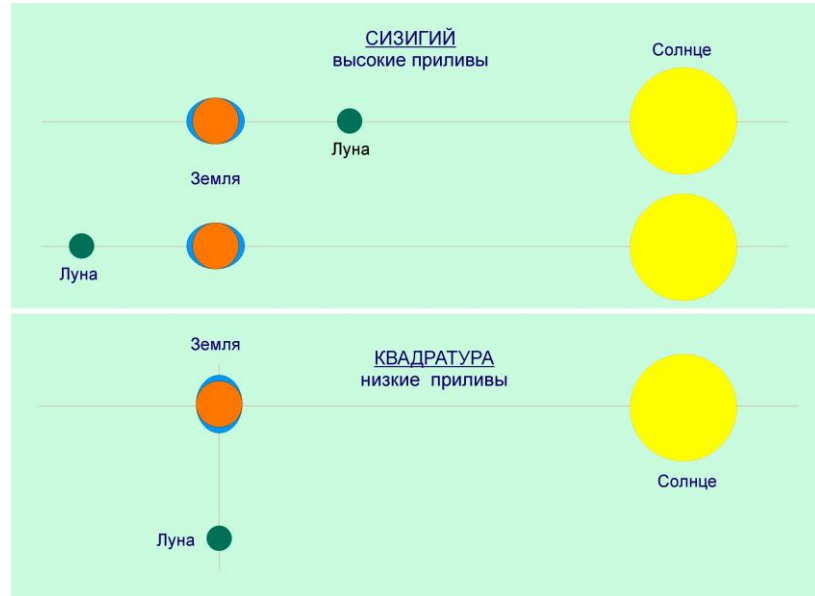 СИЗИГИЙ
высокие приливы
Солнце
Луна
Земля
Луна
Земля
КВАДРАТУРА
низкие приливы
Солнце
Луна